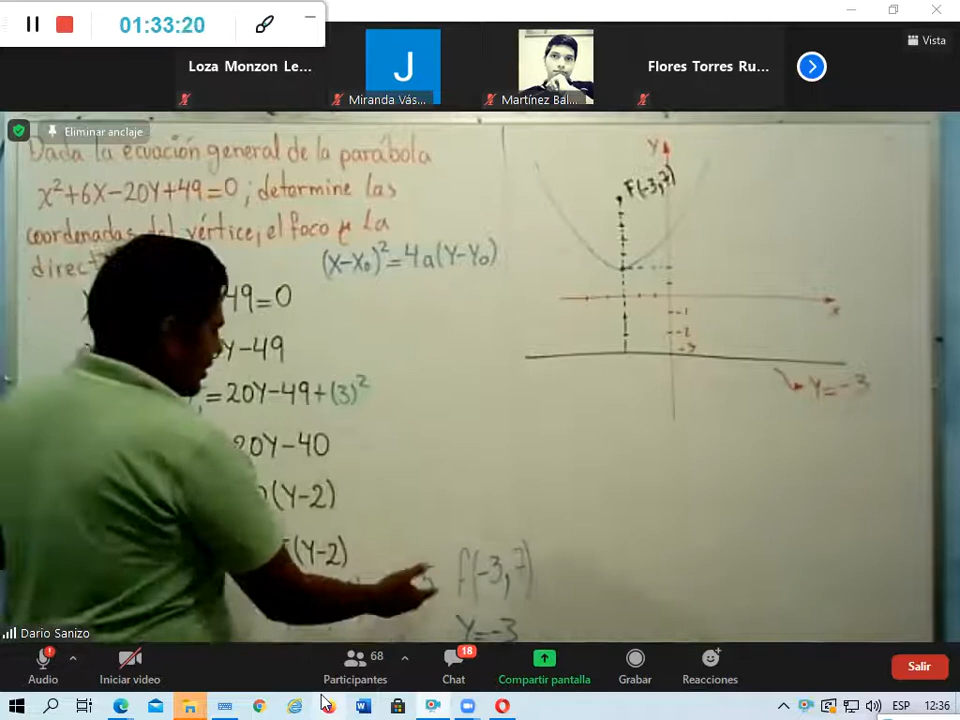 01:33:20
Vista
Loza Monzon Le...
J
Miranda Vás...
Martínez Bal...
Flores Torres Ru...
Eliminar anclaje
Dada la ecuación general de la parábola
x²+6X-20Y+49=0; determine las
coordenadas del vértice, el foco y la
(X-X₀)²=4a(Y-Y₀)
49=0
Y-49
=20Y-49+(3)²
20Y-40
(Y-2)
(Y-2)
f(-3,7)
Y=-3
Y
F(-3,7)
X
-1
-2
-3
Y=-3
Dario Sanizo
Audio
Iniciar video
68
Participantes
18
Chat
Compartir pantalla
Grabar
Reacciones
Salir
ESP
12:36